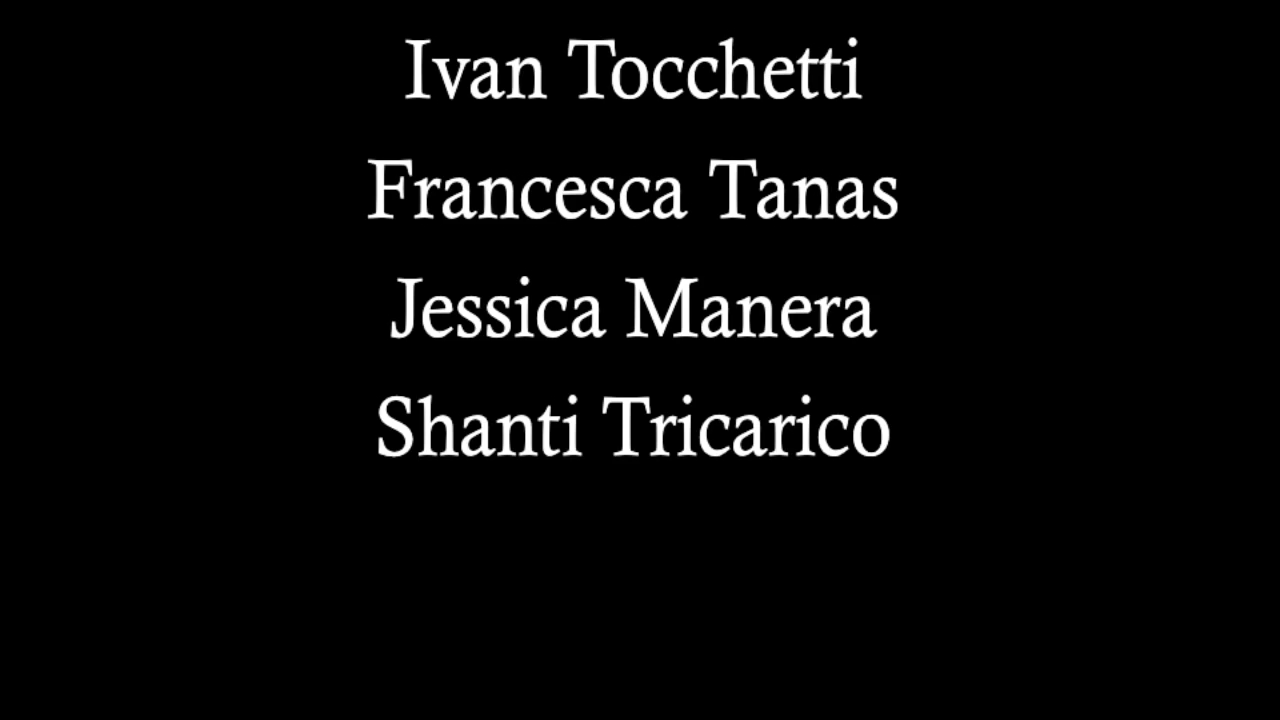 Ivan Tocchetti
Francesca Tanas
Jessica Manera
Shanti Tricarico